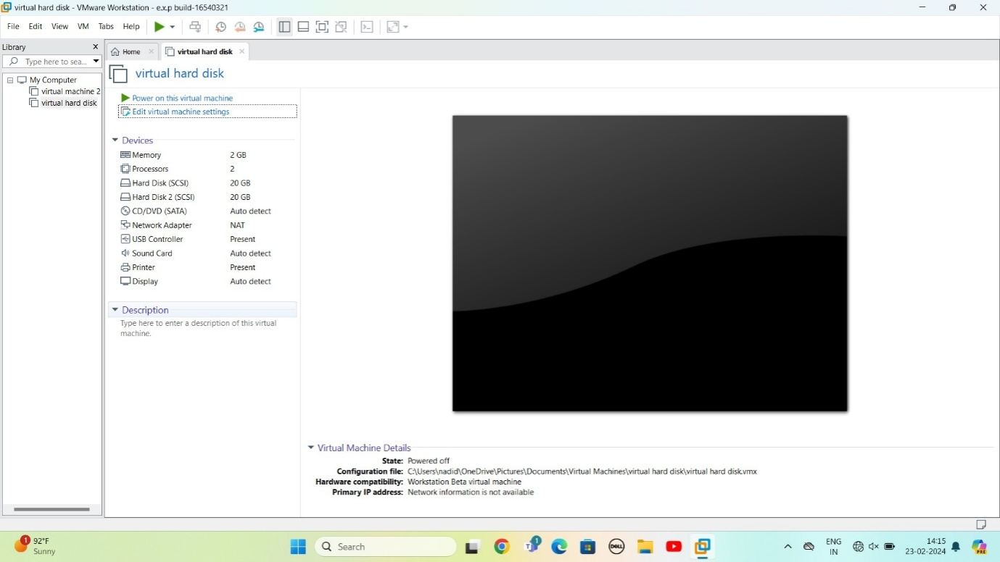 virtual hard disk - VMware Workstation - e.x.p build-16540321
File Edit View VM Tabs Help
Library
Type here to sea...
My Computer
virtual machine 2
virtual hard disk
Home
virtual hard disk
virtual hard disk
Power on this virtual machine
Edit virtual machine settings
Devices
Memory 2 GB
Processors 2
Hard Disk (SCSI) 20 GB
Hard Disk 2 (SCSI) 20 GB
CD/DVD (SATA) Auto detect
Network Adapter NAT
USB Controller Present
Sound Card Auto detect
Printer Present
Display Auto detect
Description
Type here to enter a description of this virtual
machine.
Virtual Machine Details
State: Powered off
Configuration file: C:\Users\nadid\OneDrive\Pictures\Documents\Virtual Machines\virtual hard disk\virtual hard disk.vmx
Hardware compatibility: Workstation Beta virtual machine
Primary IP address: Network information is not available
1
92°F
Sunny
Search
1
DELL
ENG
IN
14:15
23-02-2024
PRE